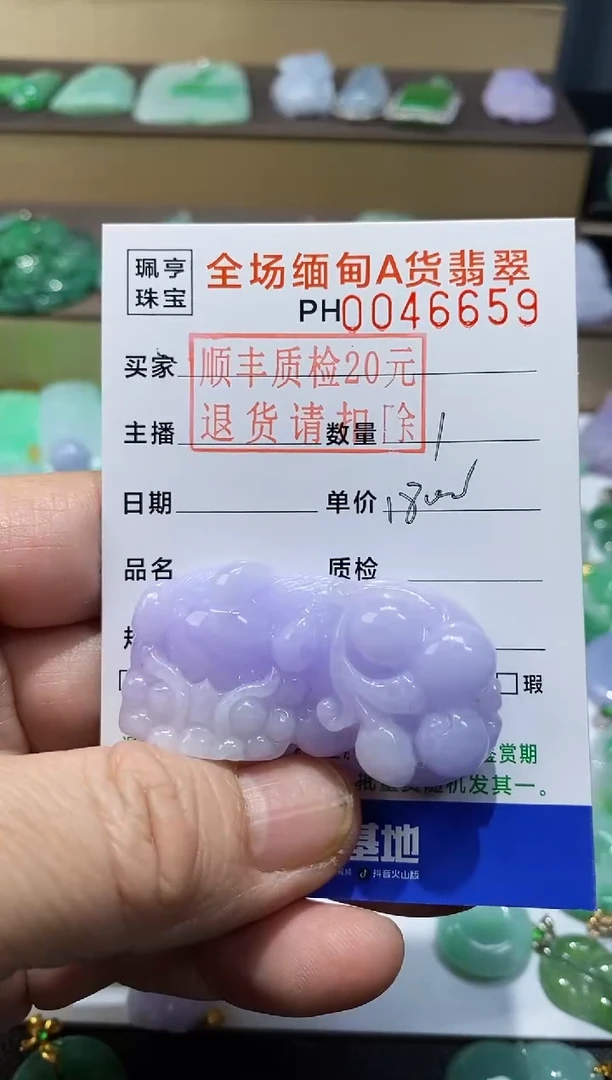 珮亨
珠宝
全场缅甸A货翡翠
PH0046659
买家
顺丰质检20元
退货请扣除
主播 数量 1
日期 单价
品名 质检
瑕
鉴赏期
机发其一。
基地
抖音火山版